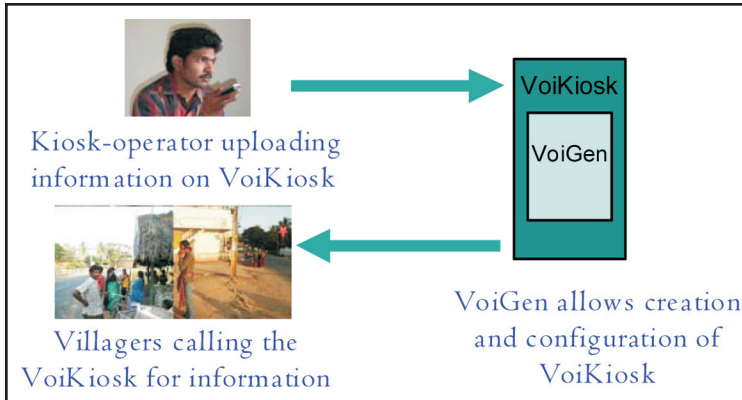 Kiosk-operator uploading
information on VoiKiosk
VoiKiosk
VoiGen
Villagers calling the
VoiKiosk for information
VoiGen allows creation
and configuration of
VoiKiosk